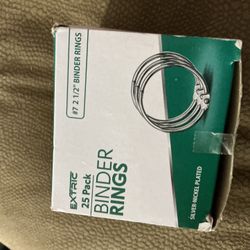 #7 2 1/2" BINDER RINGS
EXTRIC
25 Pack
BINDER
RINGS
SILVER NICKEL PLATED